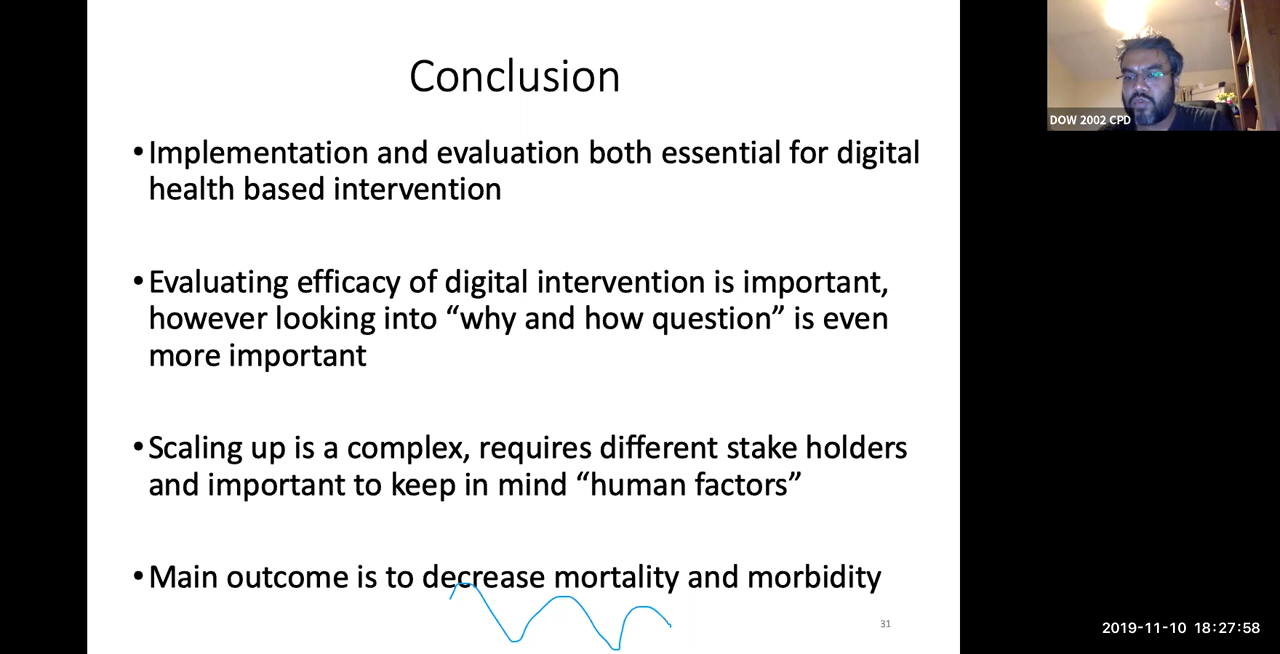 Conclusion
•Implementation and evaluation both essential for digital
health based intervention
•Evaluating efficacy of digital intervention is important,
however looking into “why and how question” is even
more important
•Scaling up is a complex, requires different stake holders
and important to keep in mind “human factors”
•Main outcome is to decrease mortality and morbidity
31
DOW 2002 CPD
2019-11-10 18:27:58